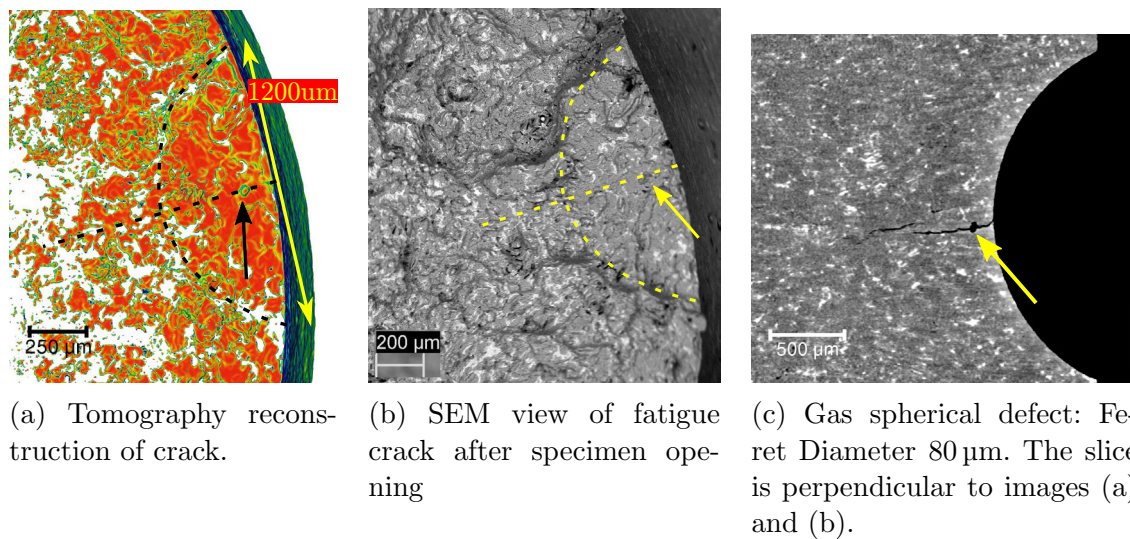 1200um
250 µm
200 µm
500 µm
(a) Tomography recons-
truction of crack.
(b) SEM view of fatigue
crack after specimen ope-
ning
(c) Gas spherical defect: Fe-
ret Diameter 80 µm. The slice
is perpendicular to images (a)
and (b).